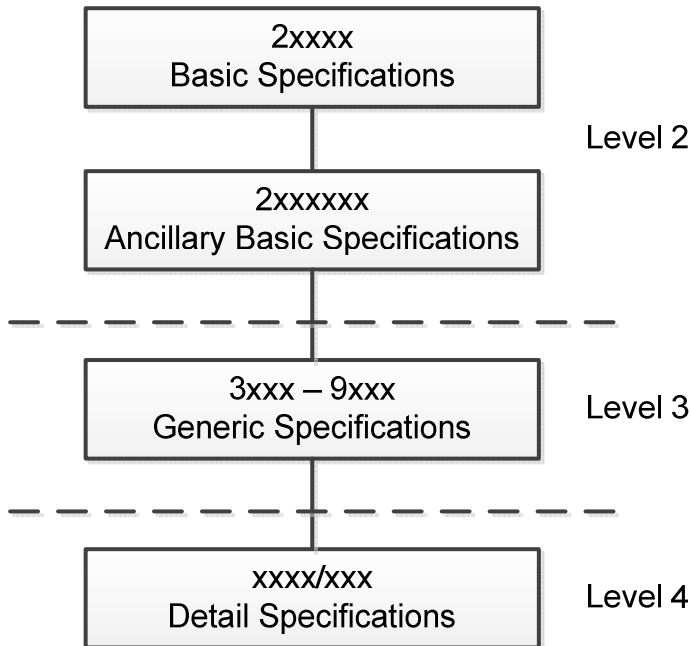 2xxxx
Basic Specifications
Level 2
2xxxxxx
Ancillary Basic Specifications
3xxx – 9xxx
Generic Specifications
Level 3
xxxx/xxx
Detail Specifications
Level 4